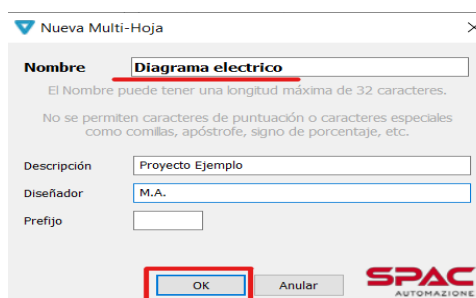 Nueva Multi-Hoja
Nombre Diagrama electrico
El Nombre puede tener una longitud máxima de 32 caracteres.
No se permiten caracteres de puntuación o caracteres especiales
como comillas, apóstrofe, signo de porcentaje, etc.
Descripción Proyecto Ejemplo
Diseñador M.A.
Prefijo
OK Anular
SPAC
AUTOMAZIONE